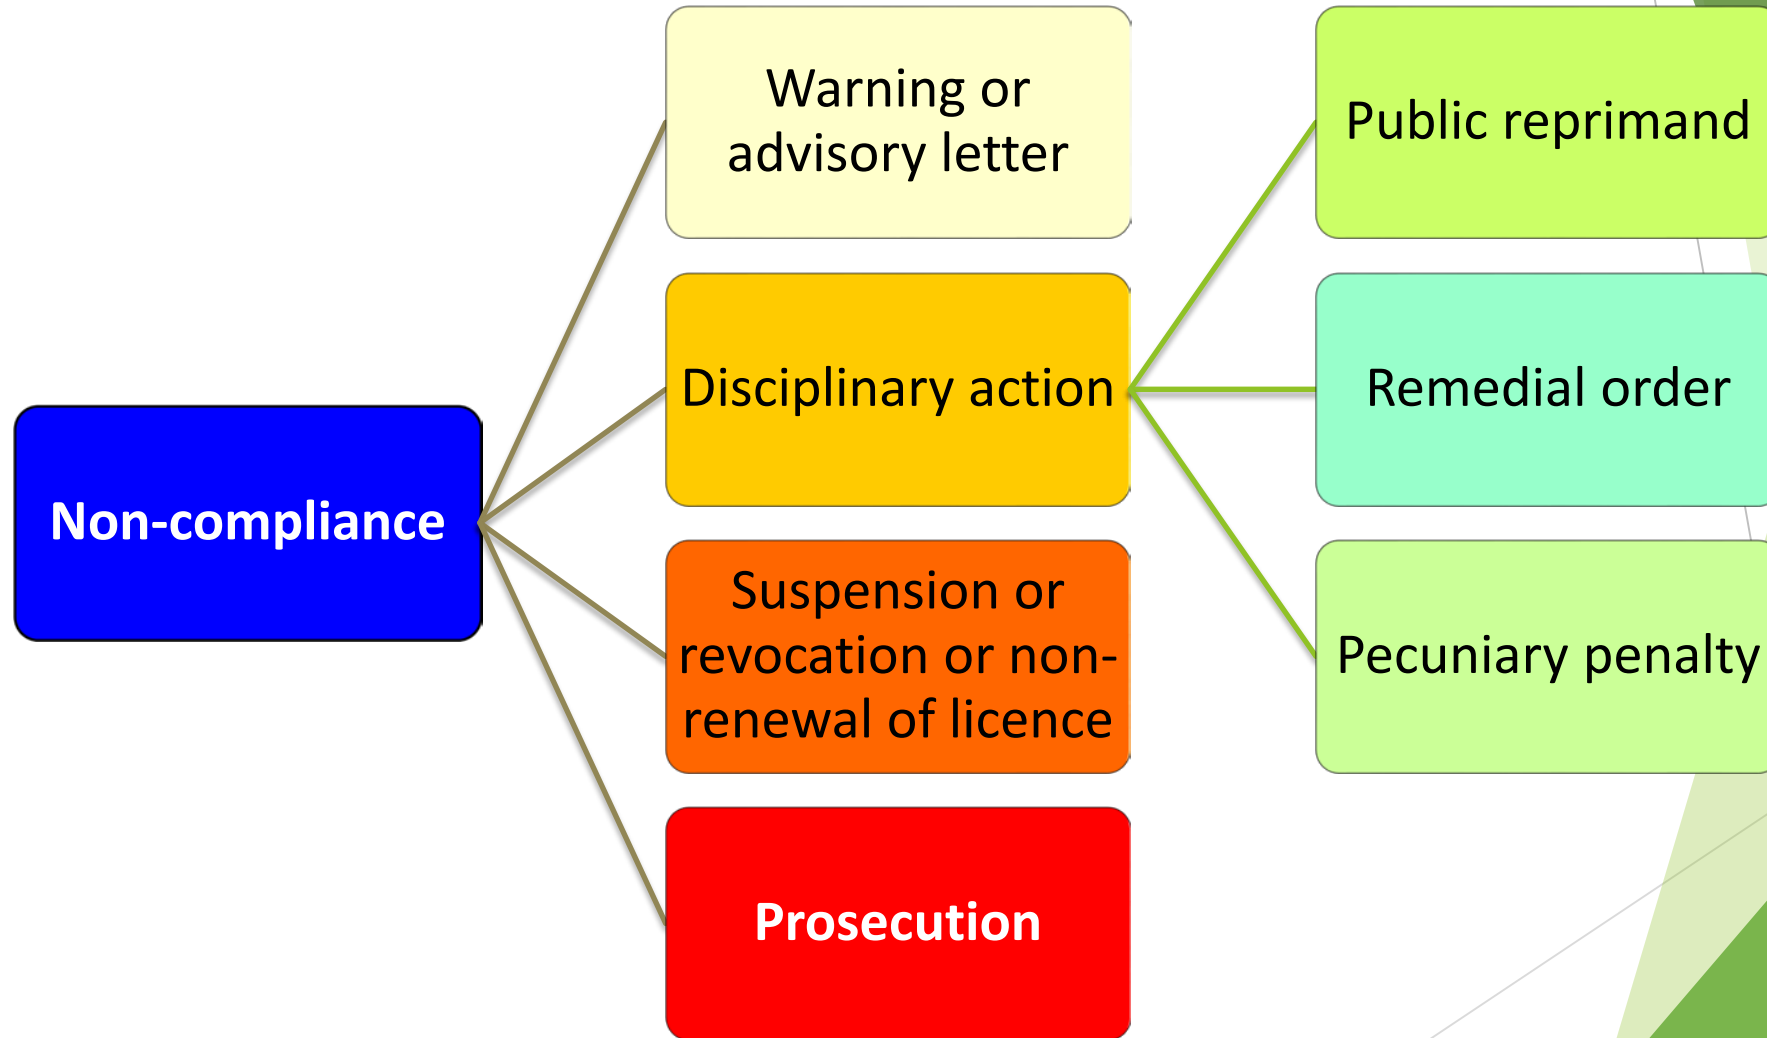 Non-compliance
Warning or
advisory letter
Disciplinary action
Suspension or
revocation or non-
renewal of licence
Prosecution
Public reprimand
Remedial order
Pecuniary penalty